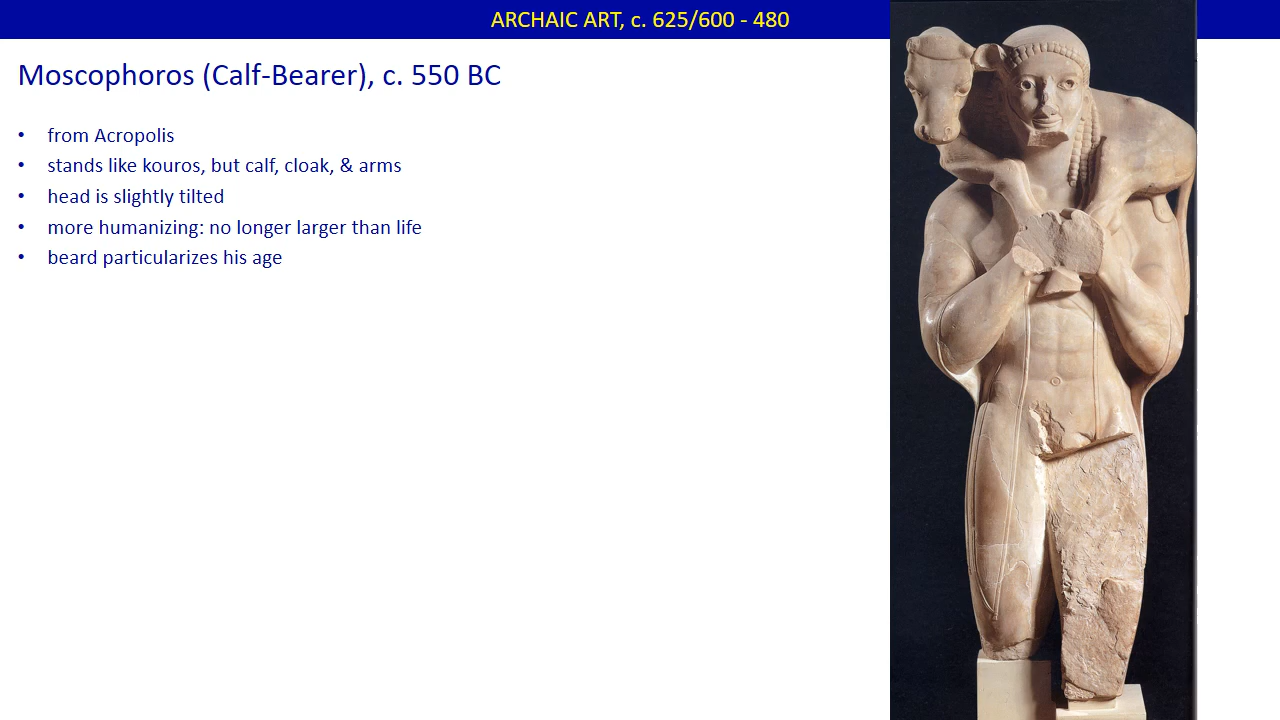 ARCHAIC ART, c. 625/600 - 480
Moscophoros (Calf-Bearer), c. 550 BC
• from Acropolis
• stands like kouros, but calf, cloak, & arms
• head is slightly tilted
• more humanizing: no longer larger than life
• beard particularizes his age